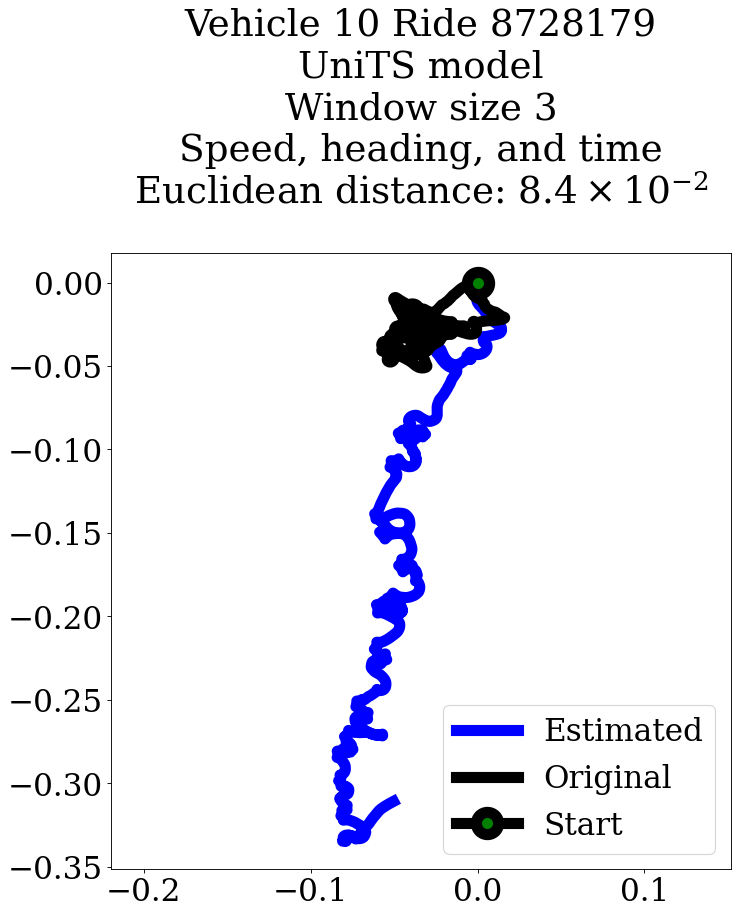 Vehicle 10 Ride 8728179
UniTS model
Window size 3
Speed, heading, and time
Euclidean distance: 8.4 × 10⁻²
0.00
−0.05
−0.10
−0.15
−0.20
−0.25
−0.30
−0.35
−0.2
−0.1
0.0
0.1
Estimated
Original
Start